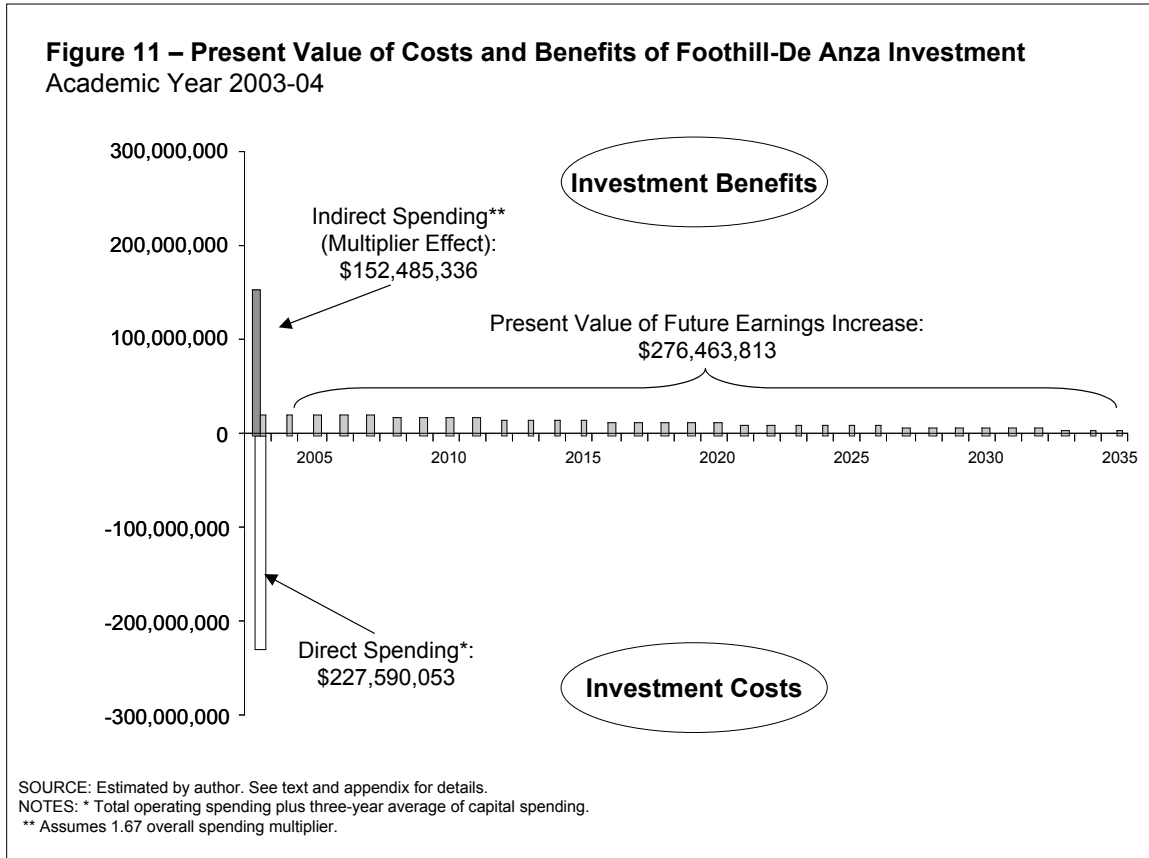 Figure 11 – Present Value of Costs and Benefits of Foothill-De Anza Investment
Academic Year 2003-04
300,000,000
Investment Benefits
Indirect Spending**
(Multiplier Effect):
$152,485,336
200,000,000
Present Value of Future Earnings Increase:
$276,463,813
100,000,000
0
2005 2010 2015 2020 2025 2030 2035
-100,000,000
-200,000,000
Direct Spending*:
$227,590,053
Investment Costs
-300,000,000
SOURCE: Estimated by author. See text and appendix for details.
NOTES: * Total operating spending plus three-year average of capital spending.
** Assumes 1.67 overall spending multiplier.